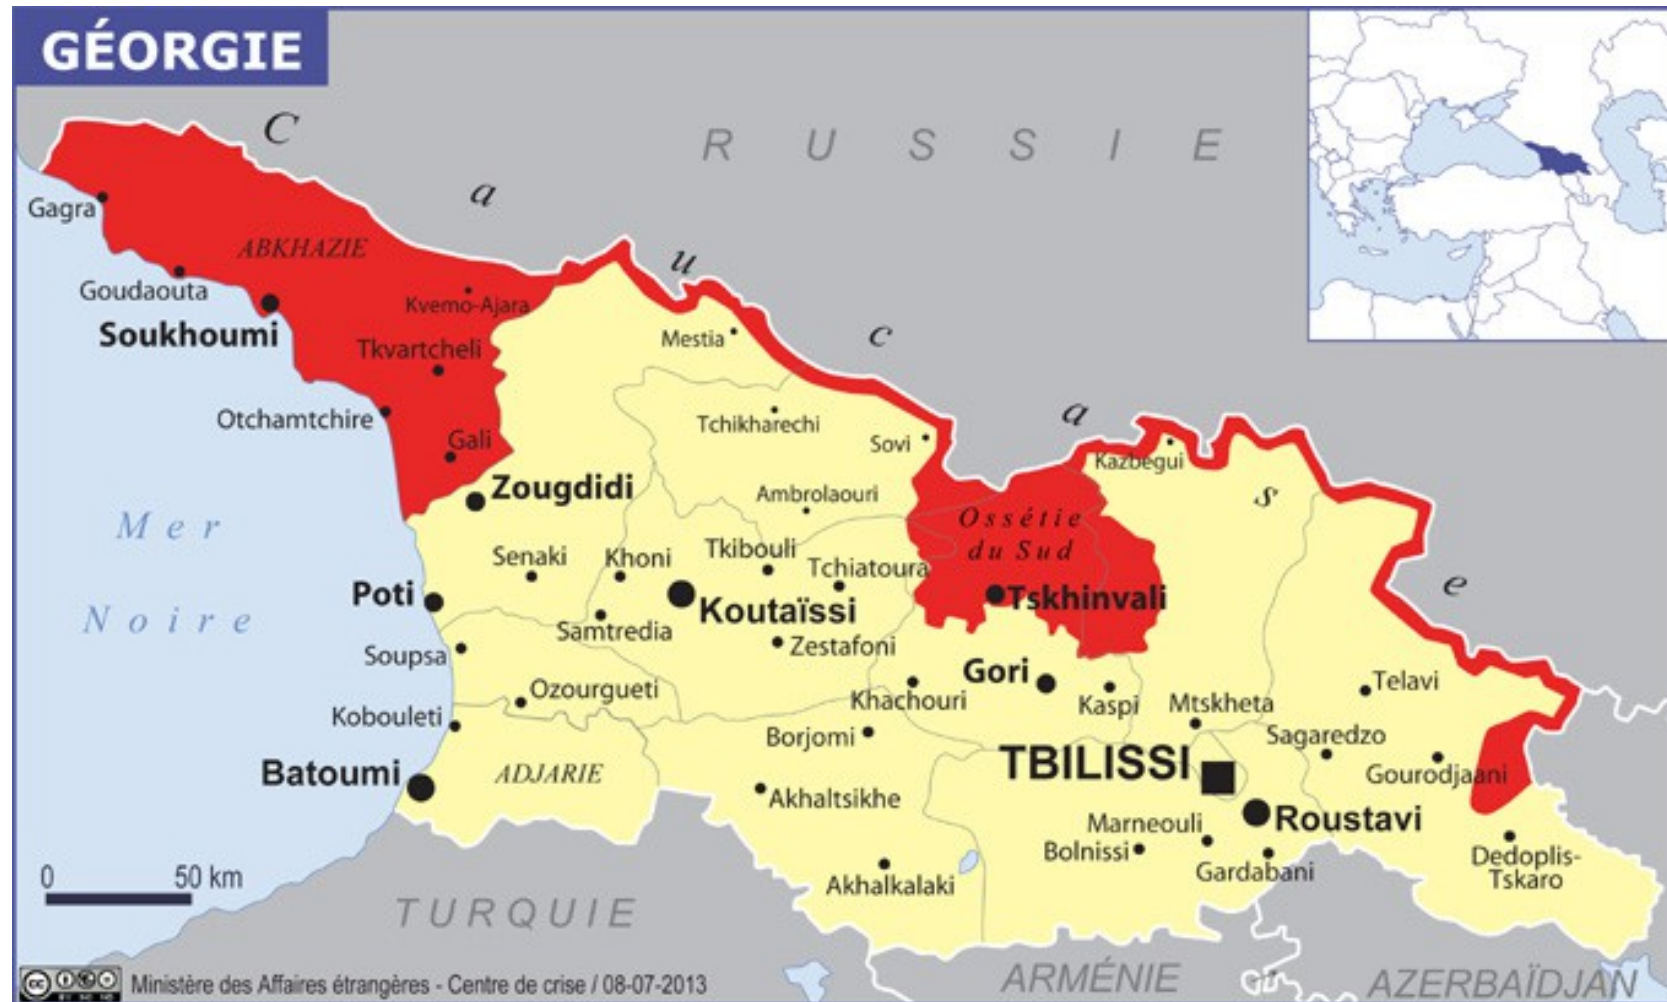 GÉORGIE
RUSSIE
Caucase
Gagra
ABKHAZIE
Goudaouta
Kvemo-Ajara
Soukhoumi
Mestia
Tkvartcheli
Otchamtchire
Tchikharechi
Gali
Sovi
Kazbegui
Zougdidi
Ambrolaouri
Mer
Noire
Ossétie
du Sud
Senaki
Khoni
Tkibouli
Tchiatoura
Poti
Koutaïssi
Tskhinvali
Samtredia
Soupsa
Zestafoni
Gori
Ozourgueti
Khachouri
Kaspi
Mtskheta
Telavi
Kobouleti
Borjomi
Sagaredzo
Batoumi
ADJARIE
TBILISSI
Gourodjaani
Akhaltsikhe
Roustavi
Marneouli
Bolnissi
Gardabani
Dedoplis-
Tskaro
Akhalkalaki
0 50 km
TURQUIE
ARMÉNIE
AZERBAÏDJAN
cc
Ministère des Affaires étrangères - Centre de crise / 08-07-2013